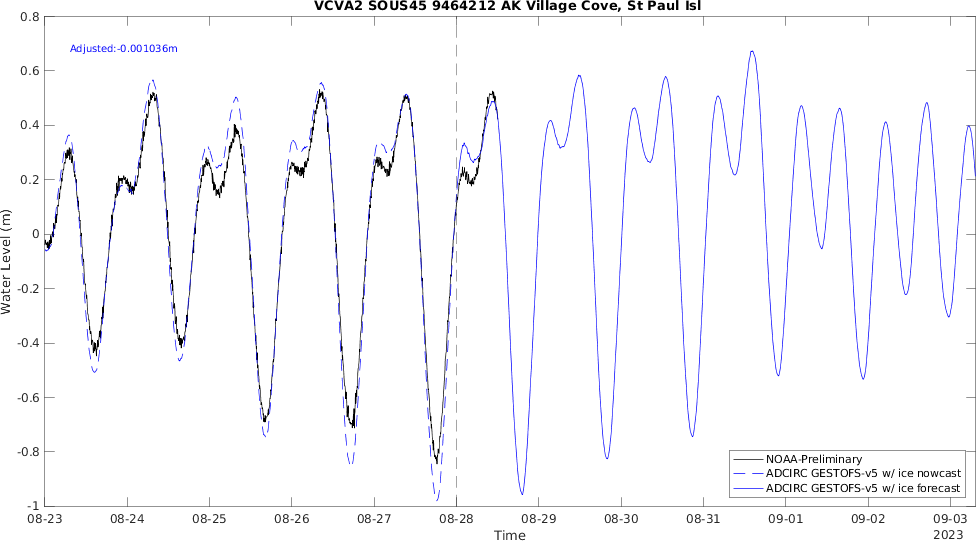 VCVA2 SOUS45 9464212 AK Village Cove, St Paul Isl
Adjusted:-0.001036m
0.8
0.6
0.4
0.2
0
-0.2
-0.4
-0.6
-0.8
-1
Water Level (m)
NOAA-Preliminary
ADCIRC GESTOFS-v5 w/ ice nowcast
ADCIRC GESTOFS-v5 w/ ice forecast
08-23 08-24 08-25 08-26 08-27 08-28 08-29 08-30 08-31 09-01 09-02 09-03
Time
2023